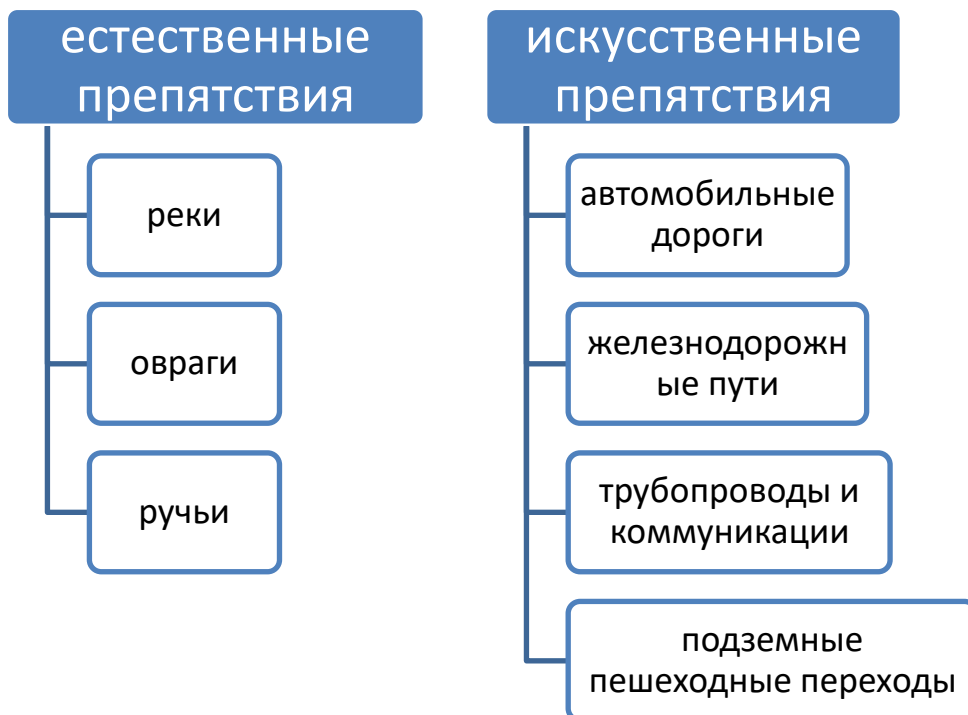 естественные
препятствия
реки
овраги
ручьи
искусственные
препятствия
автомобильные
дороги
железнодорожн
ые пути
трубопроводы и
коммуникации
подземные
пешеходные переходы